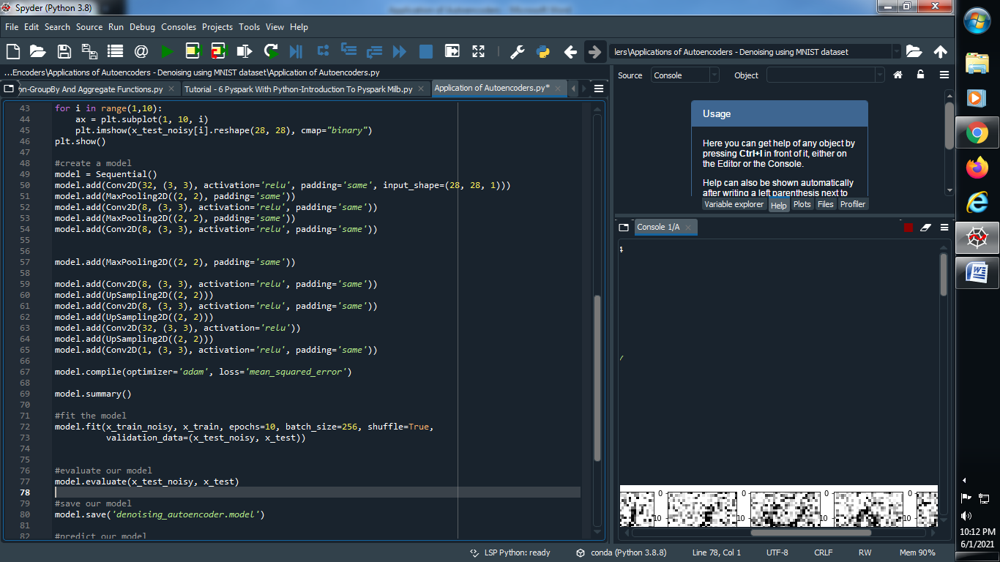 Spyder (Python 3.8)
Application of Autoencoders - Microsoft Word
File Edit Search Source Run Debug Consoles Projects Tools View Help
lers\Applications of Autoencoders - Denoising using MNIST dataset
...Encoders\Applications of Autoencoders - Denoising using MNIST dataset\Application of Autoencoders.py
on-GroupBy And Aggregate Functions.py
Tutorial - 6 Pyspark With Python-Introduction To Pyspark Milb.py
Application of Autoencoders.py*
43 for i in range(1,10):
44 ax = plt.subplot(1, 10, i)
45 plt.imshow(x_test_noisy[i].reshape(28, 28), cmap="binary")
46 plt.show()
47
48 #create a model
49 model = Sequential()
50 model.add(Conv2D(32, (3, 3), activation='relu', padding='same', input_shape=(28, 28, 1)))
51 model.add(MaxPooling2D((2, 2), padding='same'))
52 model.add(Conv2D(8, (3, 3), activation='relu', padding='same'))
53 model.add(MaxPooling2D((2, 2), padding='same'))
54 model.add(Conv2D(8, (3, 3), activation='relu', padding='same'))
55
56
57 model.add(MaxPooling2D((2, 2), padding='same'))
58
59 model.add(Conv2D(8, (3, 3), activation='relu', padding='same'))
60 model.add(UpSampling2D((2, 2)))
61 model.add(Conv2D(8, (3, 3), activation='relu', padding='same'))
62 model.add(UpSampling2D((2, 2)))
63 model.add(Conv2D(32, (3, 3), activation='relu'))
64 model.add(UpSampling2D((2, 2)))
65 model.add(Conv2D(1, (3, 3), activation='relu', padding='same'))
66
67 model.compile(optimizer='adam', loss='mean_squared_error')
68
69 model.summary()
70
71 #fit the model
72 model.fit(x_train_noisy, x_train, epochs=10, batch_size=256, shuffle=True,
73 validation_data=(x_test_noisy, x_test))
74
75
76 #evaluate our model
77 model.evaluate(x_test_noisy, x_test)
78
79 #save our model
80 model.save('denoising_autoencoder.model')
81
82 #predict our model
Source Console Object
Usage
Here you can get help of any object by
pressing Ctrl+I in front of it, either on
the Editor or the Console.
Help can also be shown automatically
after writing a left parenthesis next to
Variable explorer Help Plots Files Profiler
Console 1/A
/
0 0 0 0
10 10 10 10
LSP Python: ready conda (Python 3.8.8) Line 78, Col 1 UTF-8 CRLF RW Mem 90%
10:12 PM
6/1/2021